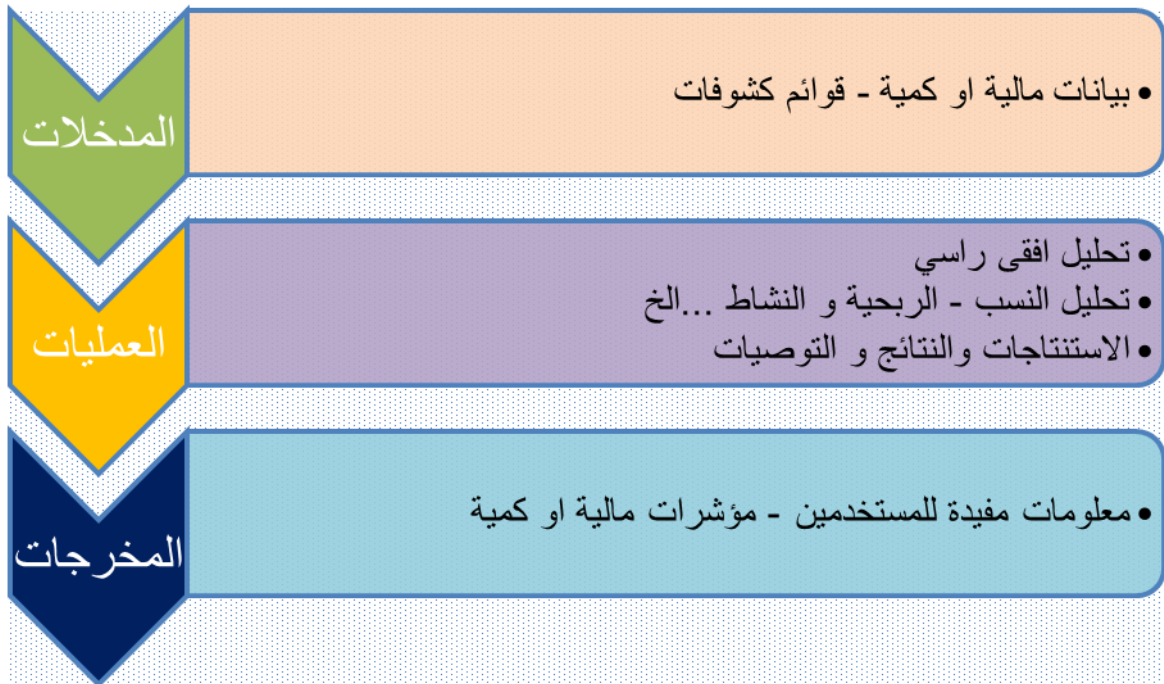 المدخلات
• بيانات مالية او كمية - قوائم كشوفات
العمليات
• تحليل افقى راسي
• تحليل النسب - الربحية و النشاط ...الخ
• الاستنتاجات والنتائج و التوصيات
المخرجات
• معلومات مفيدة للمستخدمين - مؤشرات مالية او كمية